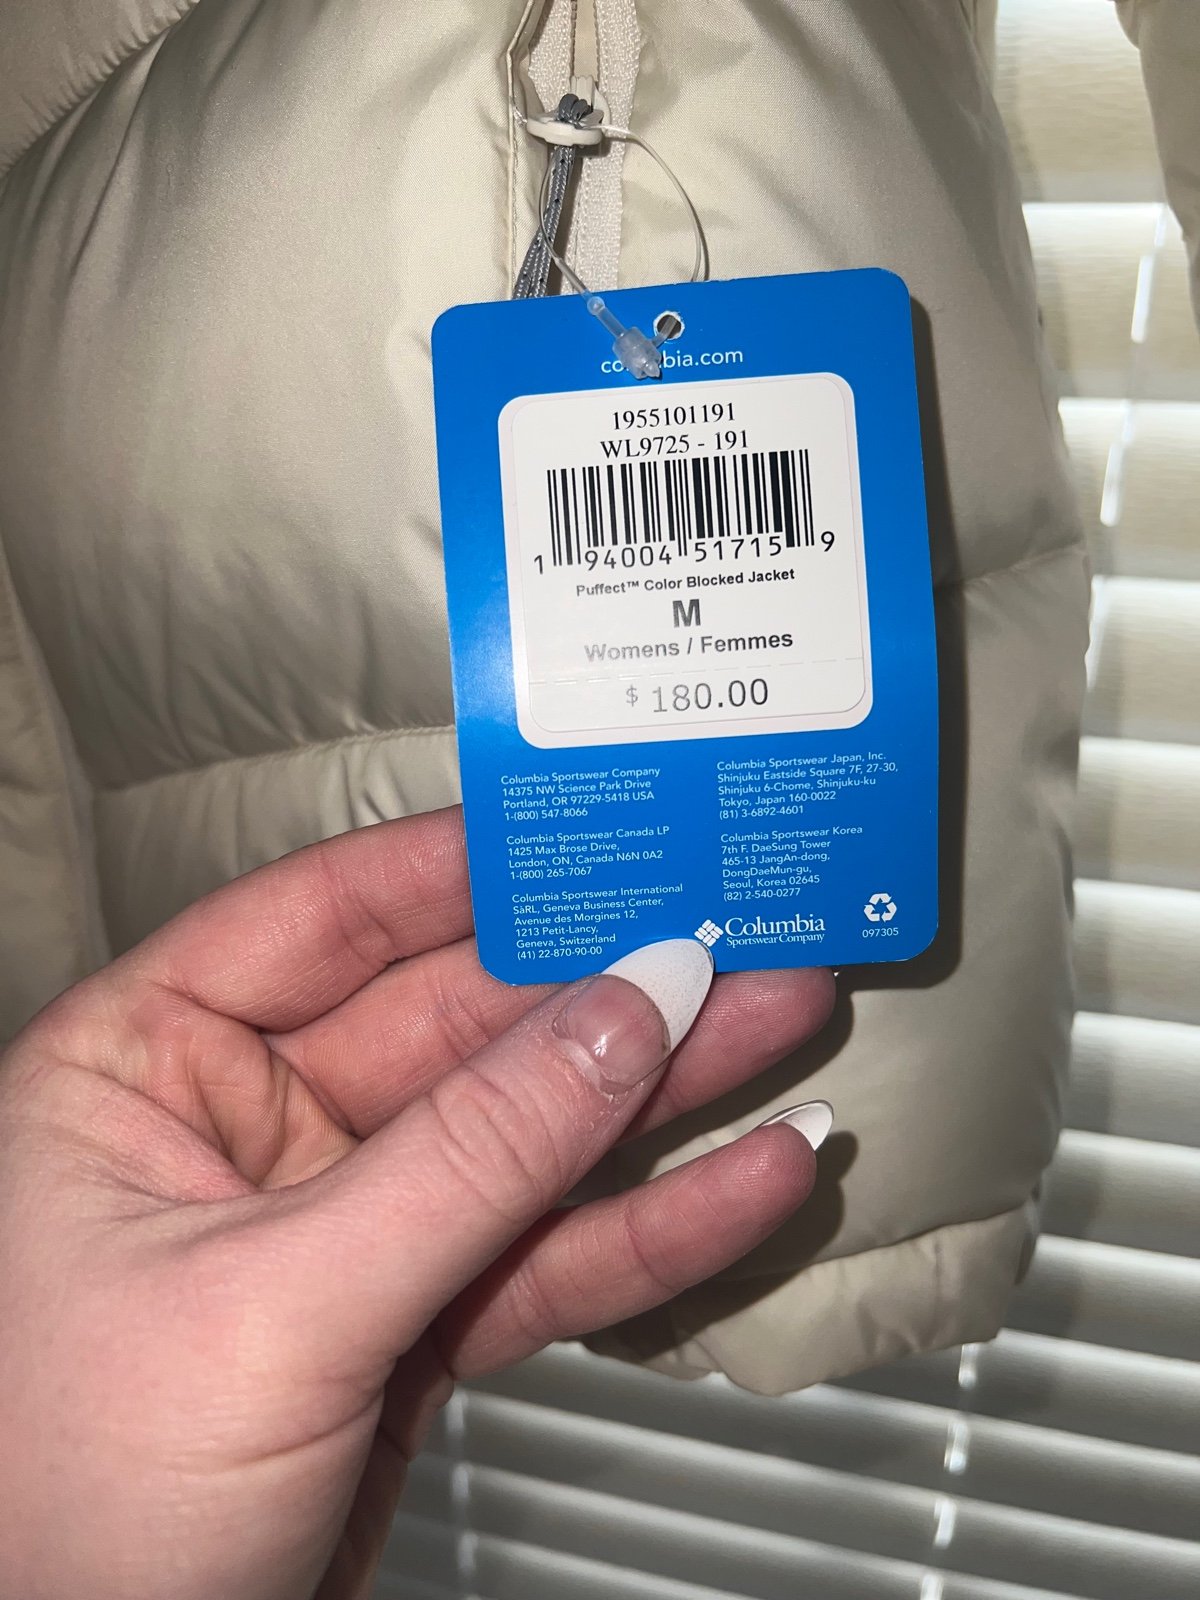 1955101191
WL9725 - 191
1 94004 51715 9
Puffect™ Color Blocked Jacket
M
Womens / Femmes
$ 180.00
Columbia Sportswear Company
14375 NW Science Park Drive
Portland, OR 97229-5418 USA
1-(800) 547-8066
Columbia Sportswear Canada LP
1425 Max Brose Drive,
London, ON, Canada N6N 0A2
1-(800) 265-7067
Columbia Sportswear International
SàRL, Geneva Business Center,
Avenue des Morgines 12,
1213 Petit-Lancy,
Geneva, Switzerland
(41) 22-870-90-00
Columbia Sportswear Japan, Inc.
Shinjuku Eastside Square 7F, 27-30,
Shinjuku 6-Chome, Shinjuku-ku
Tokyo, Japan 160-0022
(81) 3-6892-4601
Columbia Sportswear Korea
7th F. DaeSung Tower
465-13 JangAn-dong,
DongDaeMun-gu,
Seoul, Korea 02645
(82) 2-540-0277
Columbia
Sportswear Company
097305